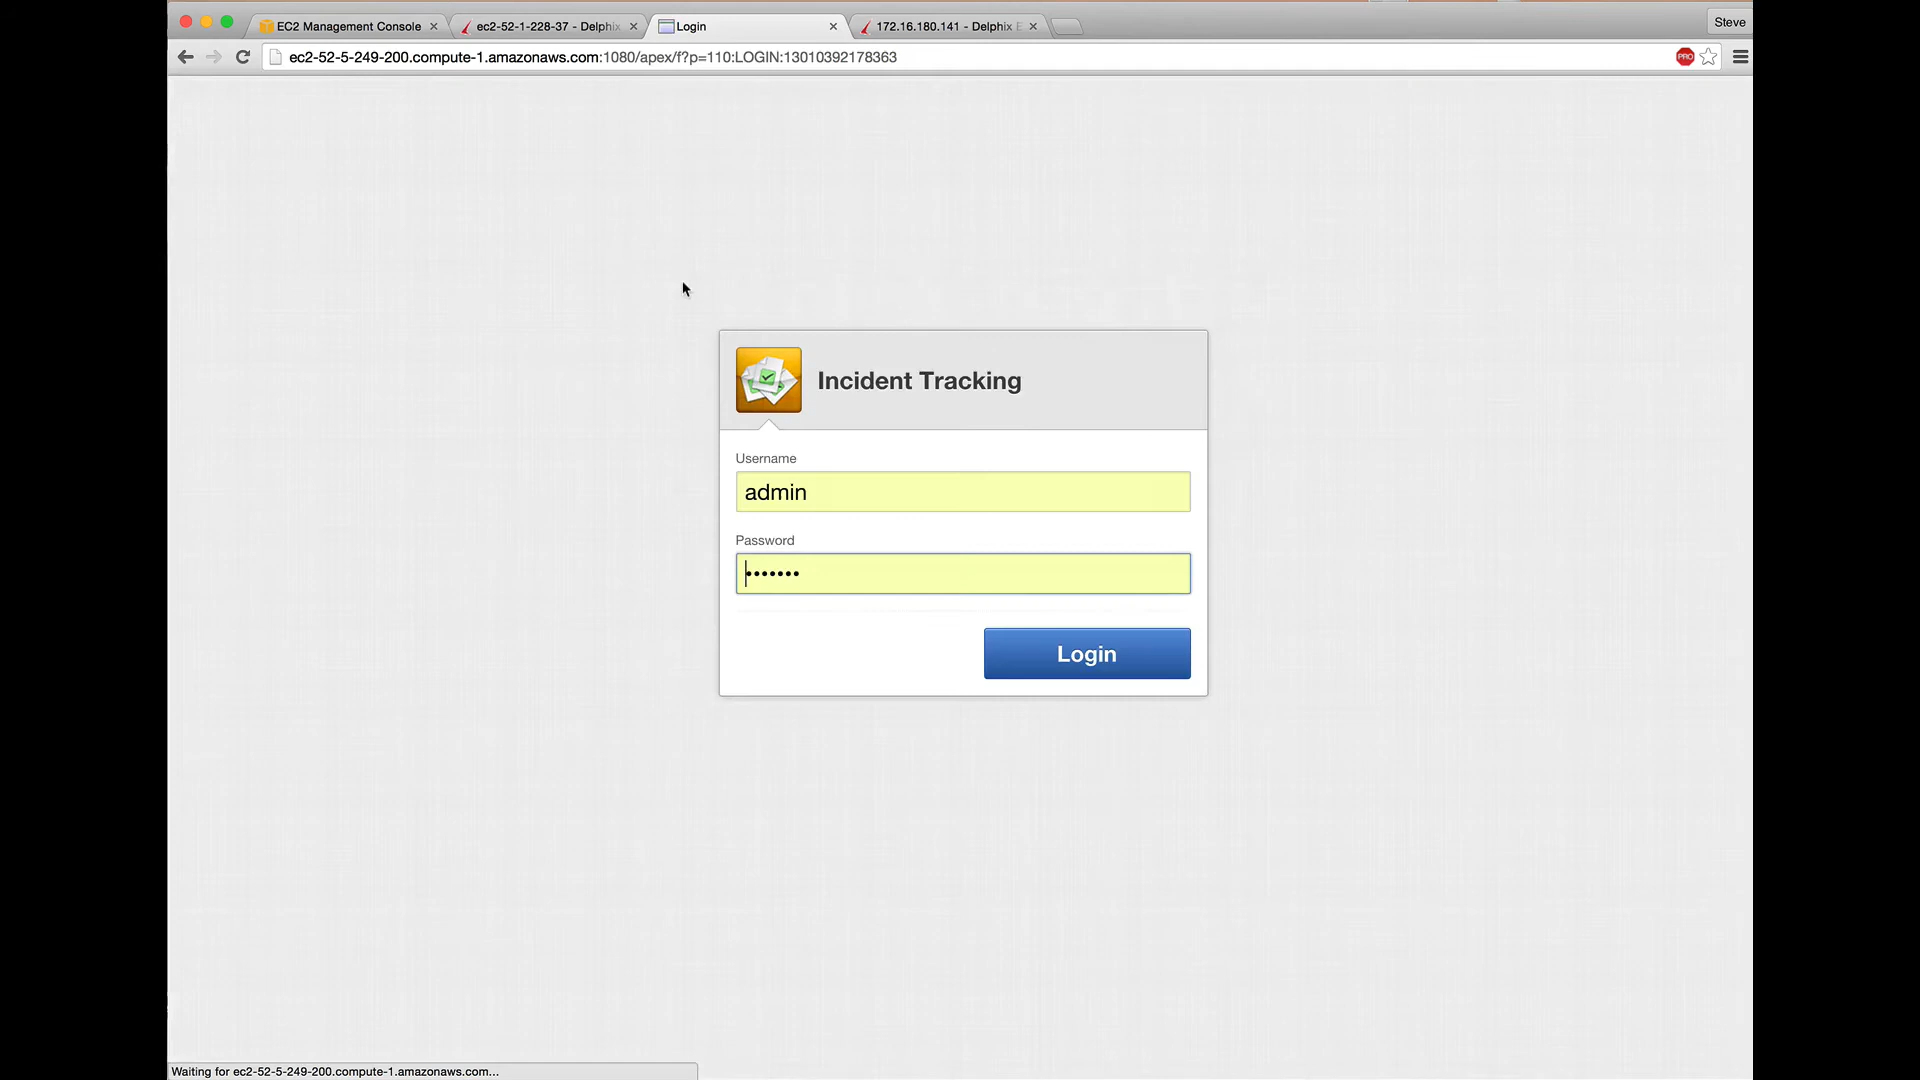 EC2 Management Console
ec2-52-1-228-37 - Delphix
Login
172.16.180.141 - Delphix E
Steve
ec2-52-5-249-200.compute-1.amazonaws.com:1080/apex/f?p=110:LOGIN:13010392178363
PRO
Incident Tracking
Username
admin
Password
Login
Waiting for ec2-52-5-249-200.compute-1.amazonaws.com...